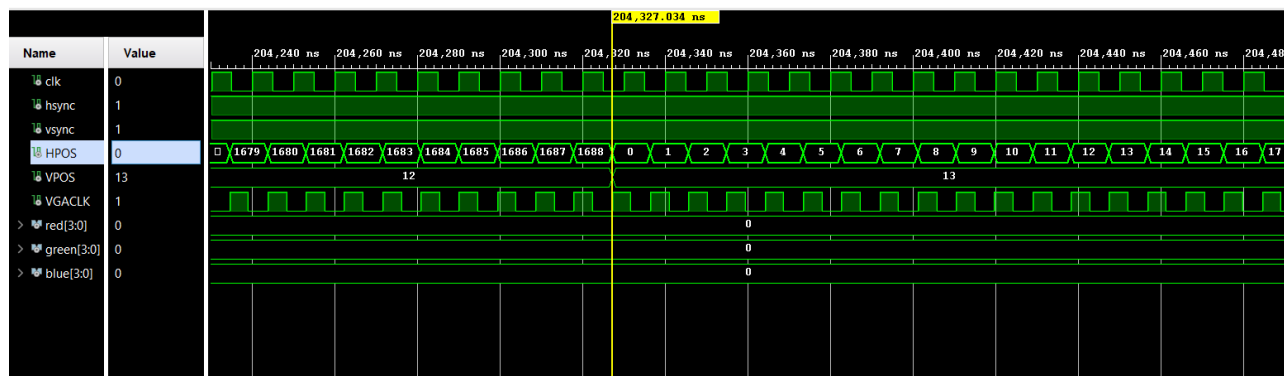 204,327.034 ns
Name Value 204,240 ns 204,260 ns 204,280 ns 204,300 ns 204,320 ns 204,340 ns 204,360 ns 204,380 ns 204,400 ns 204,420 ns 204,440 ns 204,460 ns 204,48
clk 0
hsync 1
vsync 1
HPOS 0 1679 1680 1681 1682 1683 1684 1685 1686 1687 1688 0 1 2 3 4 5 6 7 8 9 10 11 12 13 14 15 16 17
VPOS 13 12 13
VGACLK 1
> red[3:0] 0 0
> green[3:0] 0 0
> blue[3:0] 0 0